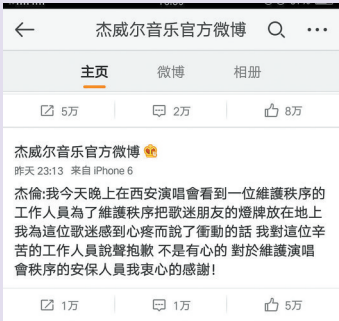 杰威尔音乐官方微博
主页 微博 相册
5万 2万 8万
杰威尔音乐官方微博
昨天 23:13 来自 iPhone 6
杰倫:我今天晚上在西安演唱會看到一位維護秩序的
工作人員為了維護秩序把歌迷朋友的燈牌放在地上
我為這位歌迷感到心疼而說了衝動的話 我對這位辛
苦的工作人員說聲抱歉 不是有心的 對於維護演唱
會秩序的安保人員我衷心的感謝!
1万 1万 5万